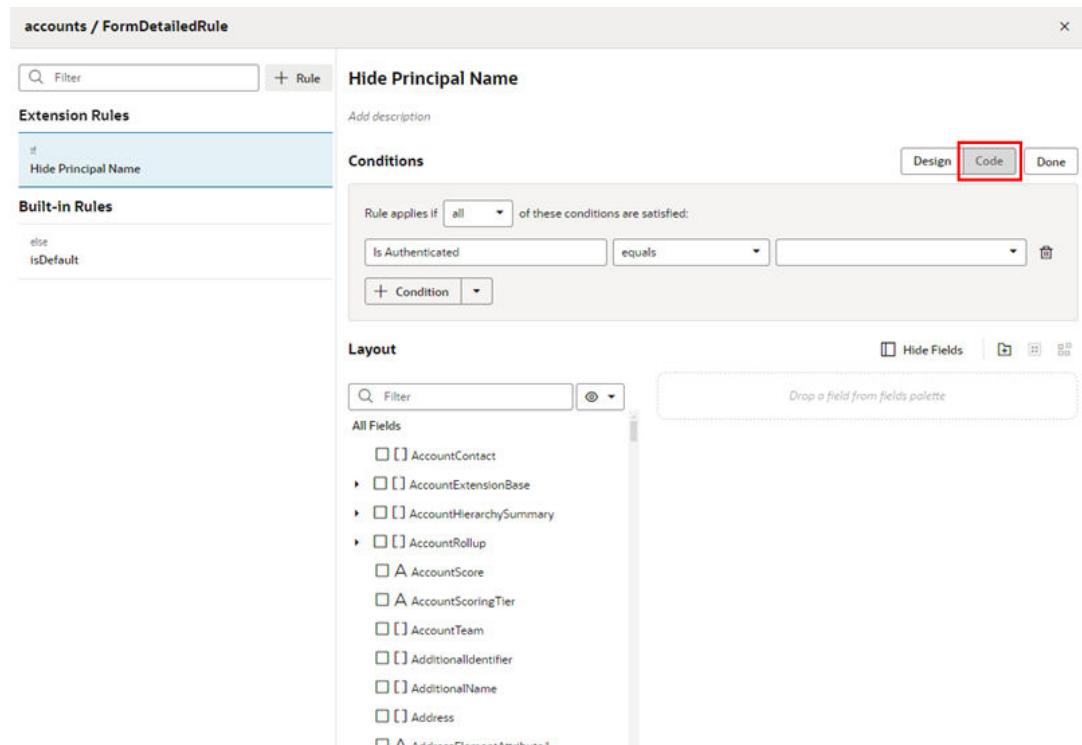 accounts / FormDetailedRule
Filter
+ Rule
Extension Rules
if
Hide Principal Name
Built-in Rules
else
isDefault
Hide Principal Name
Add description
Conditions
Design
Code
Done
Rule applies if all of these conditions are satisfied:
Is Authenticated
equals
+ Condition
Layout
Hide Fields
Filter
All Fields
[ ] AccountContact
[ ] AccountExtensionBase
[ ] AccountHierarchySummary
[ ] AccountRollup
A AccountScore
A AccountScoringTier
[ ] AccountTeam
[ ] AdditionalIdentifier
[ ] AdditionalName
[ ] Address
A AddressElementAttribute1
Drop a field from fields palette